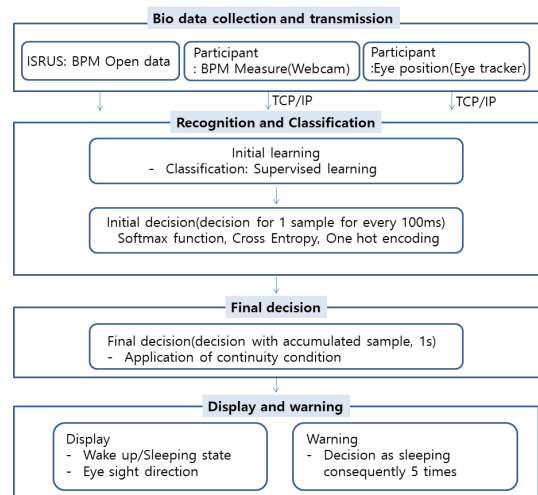 Bio data collection and transmission
ISRUS: BPM Open data
Participant
: BPM Measure(Webcam)
Participant
:Eye position(Eye tracker)
TCP/IP
TCP/IP
Recognition and Classification
Initial learning
- Classification: Supervised learning
Initial decision(decision for 1 sample for every 100ms)
Softmax function, Cross Entropy, One hot encoding
Final decision
Final decision(decision with accumulated sample, 1s)
- Application of continuity condition
Display and warning
Display
- Wake up/Sleeping state
- Eye sight direction
Warning
- Decision as sleeping
consequently 5 times